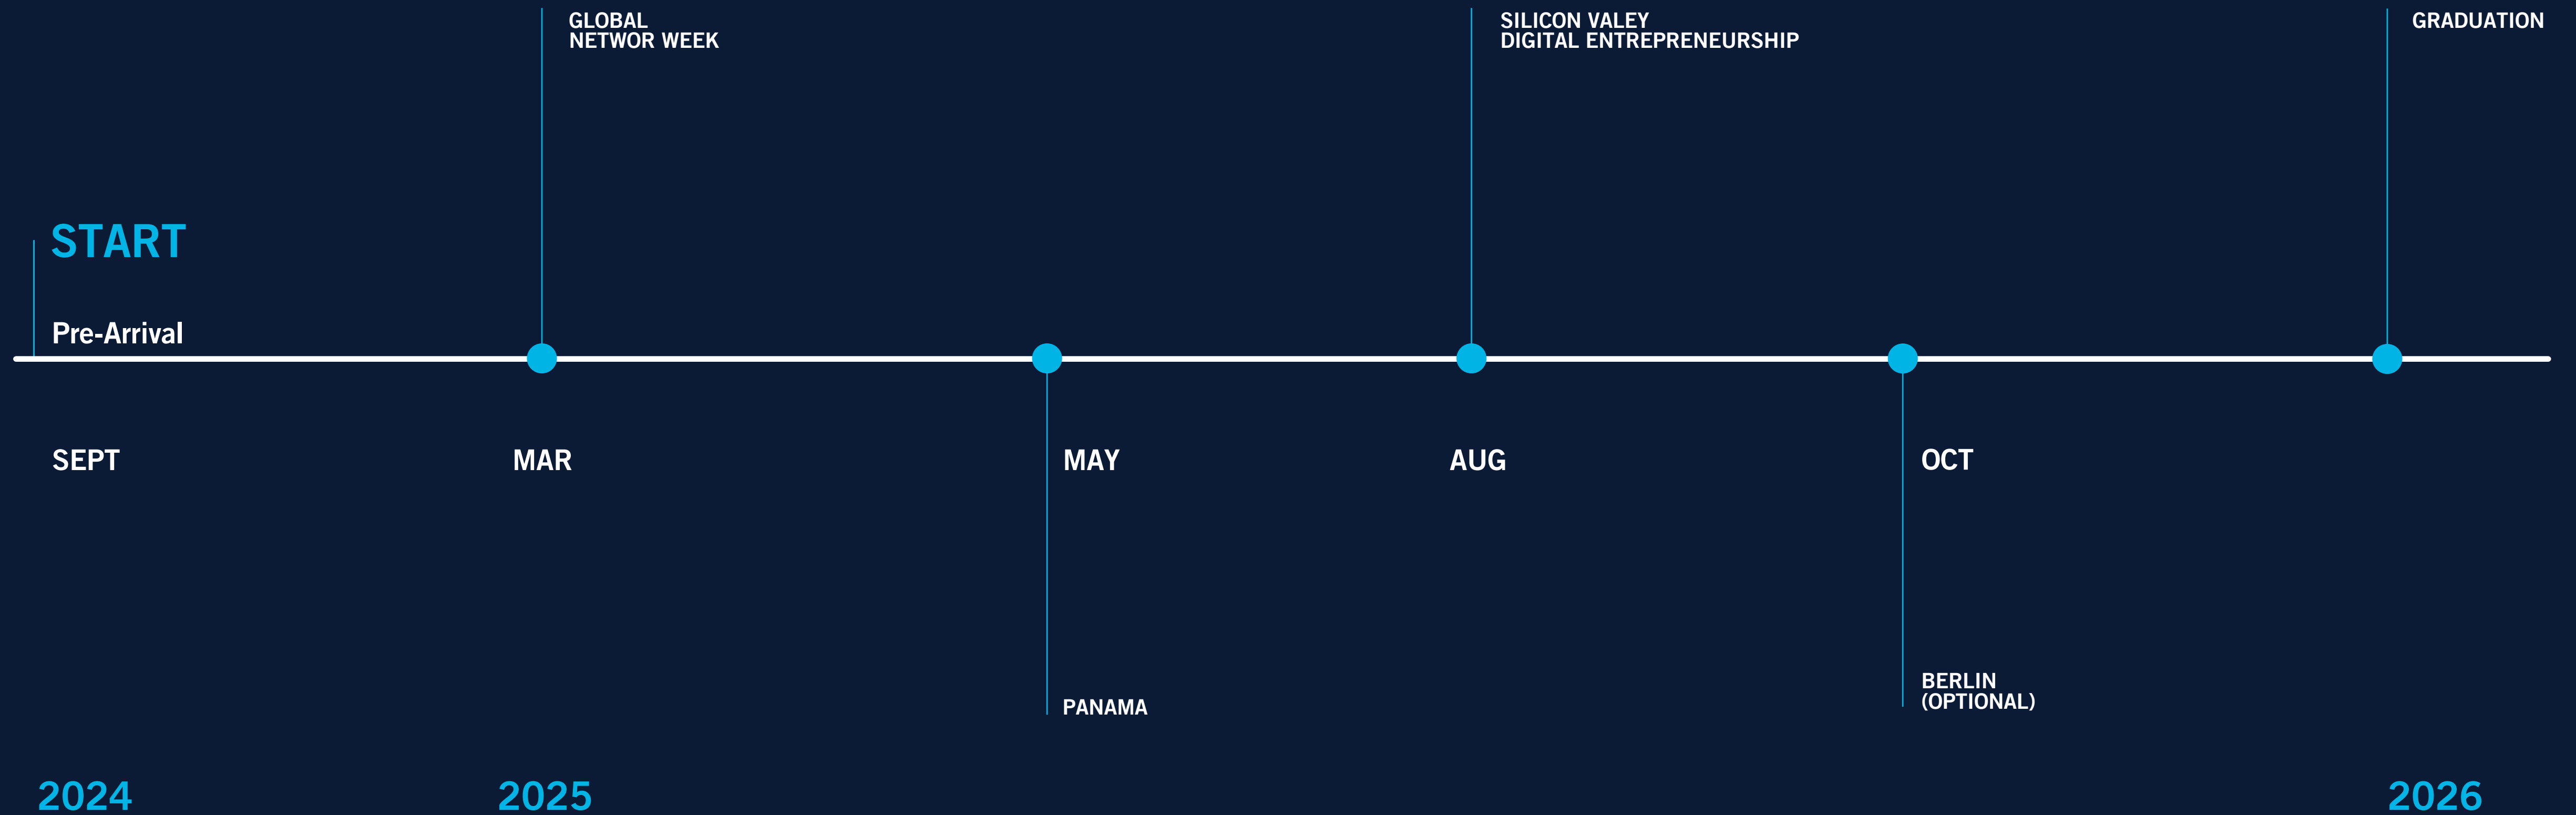 GLOBAL
NETWOR WEEK
SILICON VALEY
DIGITAL ENTREPRENEURSHIP
GRADUATION
START
Pre-Arrival
SEPT
MAR
MAY
AUG
OCT
PANAMA
BERLIN
(OPTIONAL)
2024
2025
2026